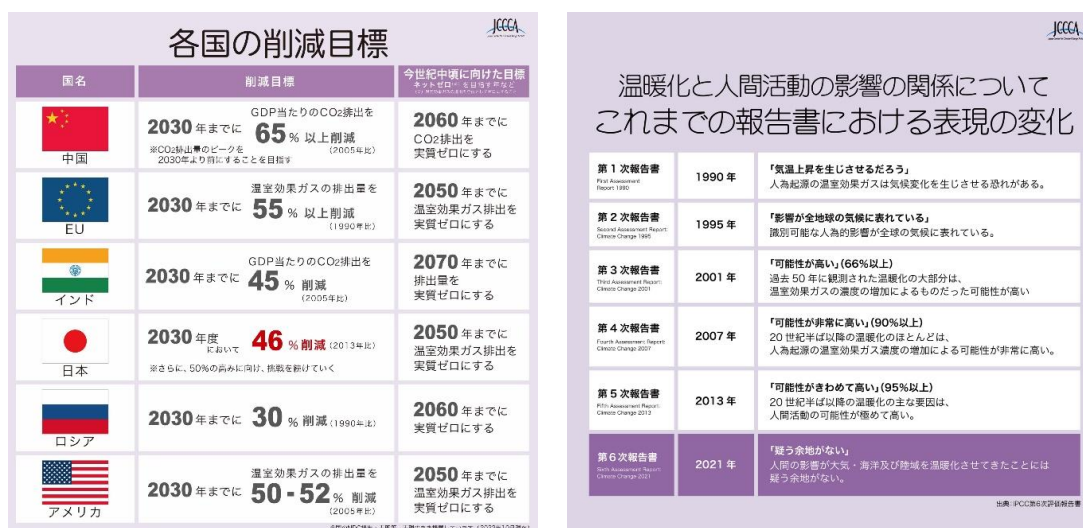 JCCCA
各国の削減目標
国名
削減目標
今世紀中頃に向けた目標
中国
GDP当たりのCO2排出を
2030年までに 65%以上削減
(2005年比)
※CO2排出量のピークを
2030年より前にすることを目指す
2060年までに
CO2排出を
実質ゼロにする
EU
温室効果ガスの排出量を
2030年までに 55%以上削減
(1990年比)
2050年までに
温室効果ガス排出を
実質ゼロにする
インド
GDP当たりのCO2排出を
2030年までに 45%削減
(2005年比)
2070年までに
排出量を
実質ゼロにする
日本
2030年度
において
46%削減(2013年比)
※さらに、50%の高みに向け、挑戦を続けていく
2050年までに
温室効果ガス排出を
実質ゼロにする
ロシア
2030年までに 30%削減(1990年比)
2060年までに
実質ゼロにする
アメリカ
温室効果ガスの排出量を
2030年までに 50-52%削減
(2005年比)
2050年までに
温室効果ガス排出を
実質ゼロにする
JCCCA
温暖化と人間活動の影響の関係について
これまでの報告書における表現の変化
第1次報告書
First Assessment
Report 1990
1990年
「気温上昇を生じさせるだろう」
人為起源の温室効果ガスは気候変化を生じさせる恐れがある。
第2次報告書
Second Assessment Report:
Climate Change 1995
1995年
「影響が全地球の気候に表れている」
識別可能な人為的影響が全球の気候に表れている。
第3次報告書
Third Assessment Report:
Climate Change 2001
2001年
「可能性が高い」(66%以上)
過去50年に観測された温暖化の大部分は、
温室効果ガスの濃度の増加によるものだった可能性が高い
第4次報告書
Fourth Assessment Report:
Climate Change 2007
2007年
「可能性が非常に高い」(90%以上)
20世紀半ば以降の温暖化のほとんどは、
人為起源の温室効果ガス濃度の増加による可能性が非常に高い。
第5次報告書
Fifth Assessment Report:
Climate Change 2013
2013年
「可能性がきわめて高い」(95%以上)
20世紀半ば以降の温暖化の主な要因は、
人間活動の可能性が極めて高い。
第6次報告書
Sixth Assessment Report:
Climate Change 2021
2021年
「疑う余地がない」
人間の影響が大気・海洋及び陸域を温暖化させてきたことには
疑う余地がない。
出典:IPCC第6次評価報告書